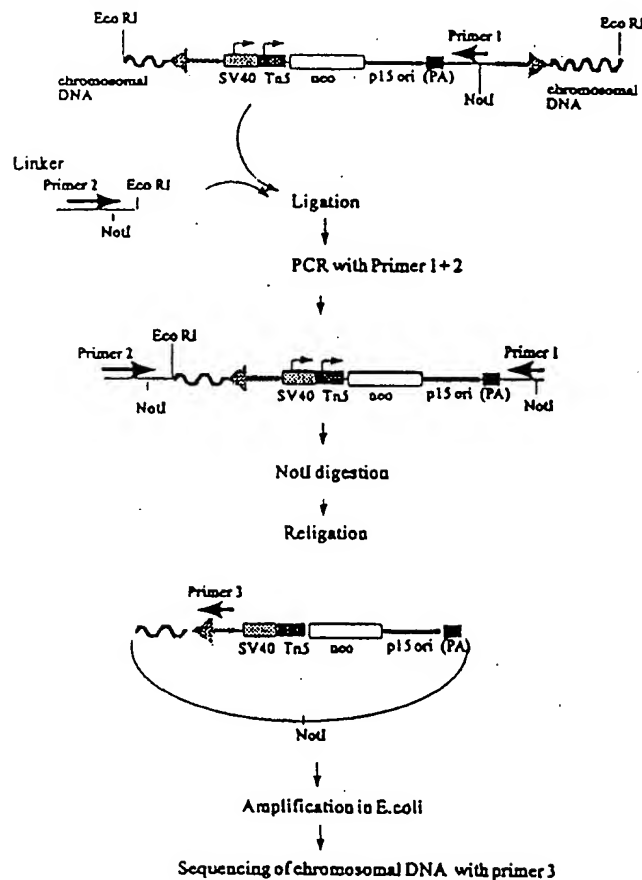 Eco RI
Eco RI
Primer 1
chromosomal
DNA
SV40 Tn5 neo p15 ori (PA)
NotI
chromosomal
DNA
Linker
Primer 2 Eco RI
NotI
Ligation
PCR with Primer 1+2
Eco RI
Primer 2
Primer 1
NotI
SV40 Tn5 neo p15 ori (PA)
NotI
NotI digestion
Religation
Primer 3
SV40 Tn5 neo p15 ori (PA)
NotI
Amplification in E.coli
Sequencing of chromosomal DNA with primer 3